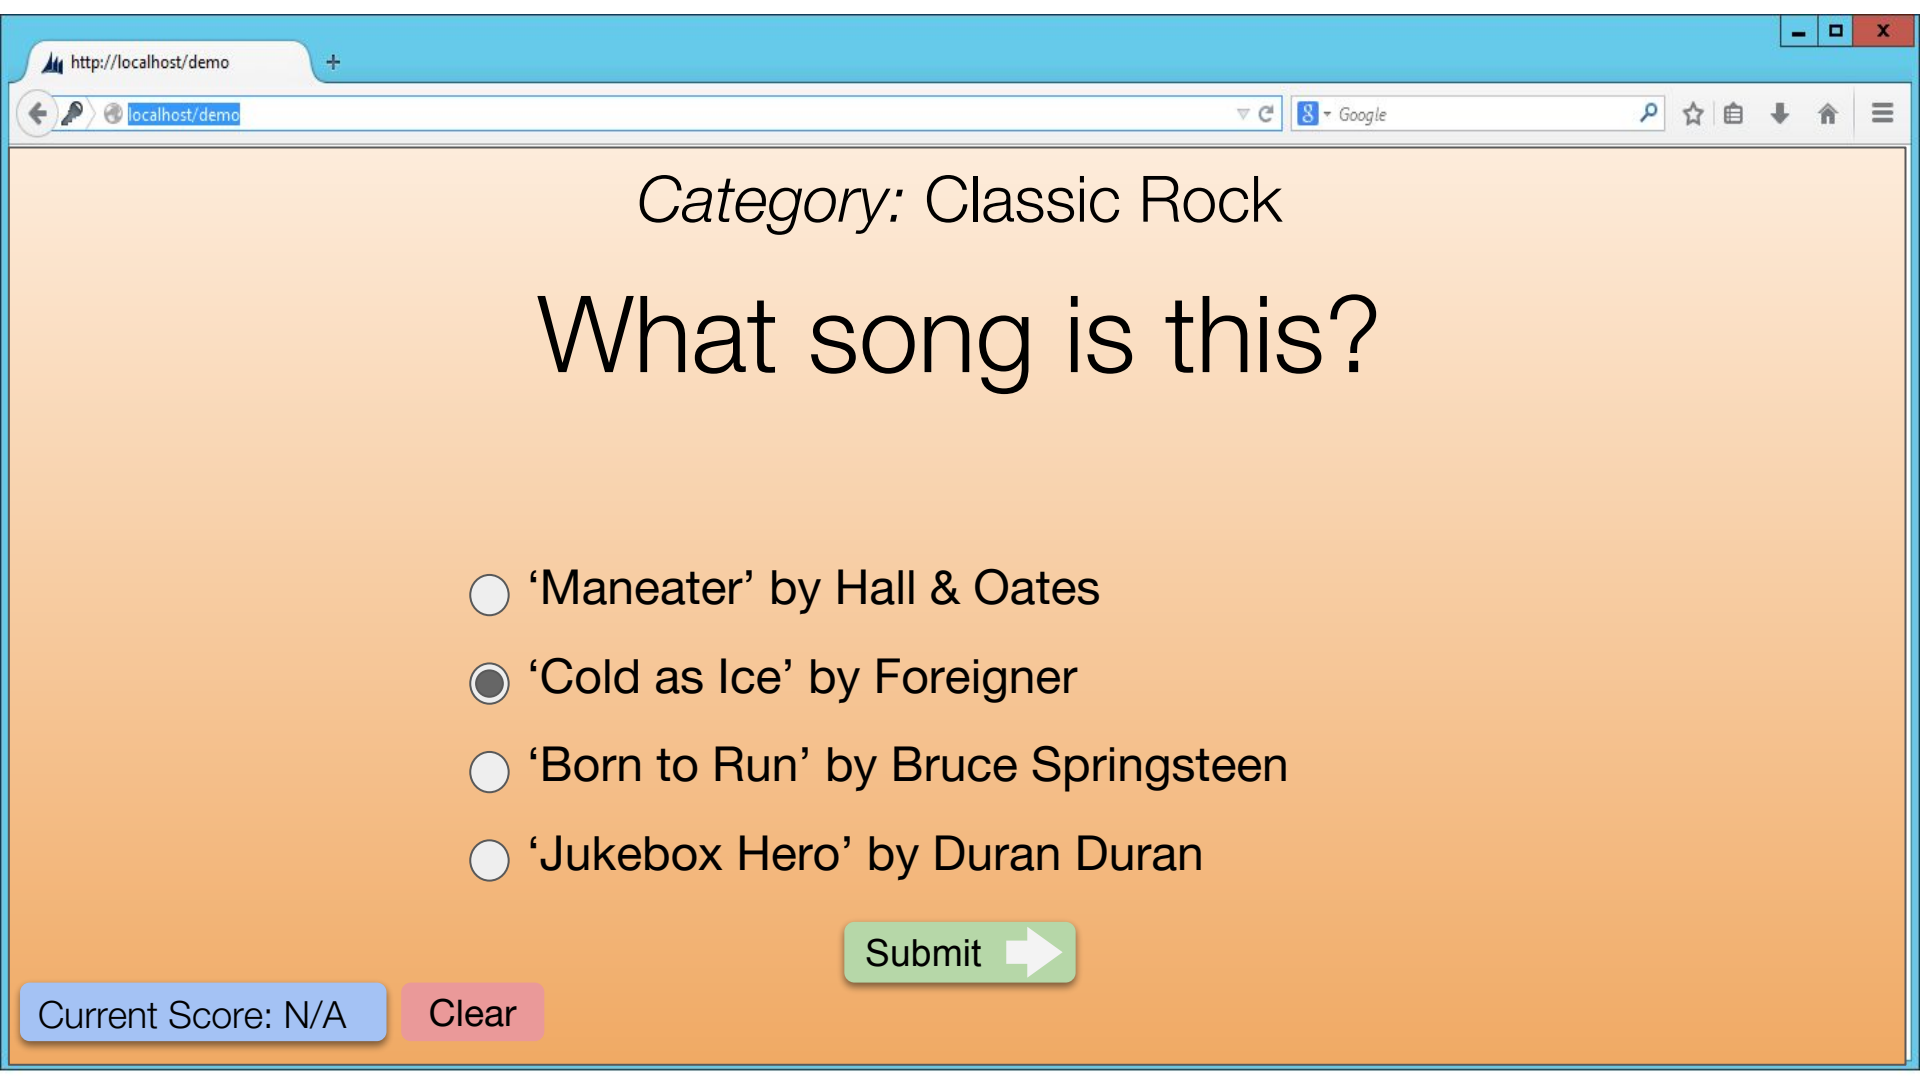 http://localhost/demo
localhost/demo
Google
Category: Classic Rock
What song is this?
‘Maneater’ by Hall & Oates
‘Cold as Ice’ by Foreigner
‘Born to Run’ by Bruce Springsteen
‘Jukebox Hero’ by Duran Duran
Submit
Current Score: N/A
Clear